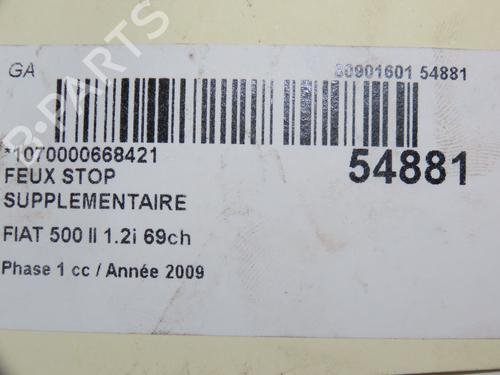 GA
80901601 54881
*1070000668421
54881
FEUX STOP
SUPPLEMENTAIRE
FIAT 500 II 1.2i 69ch
Phase 1 cc / Année 2009
B-PARTS